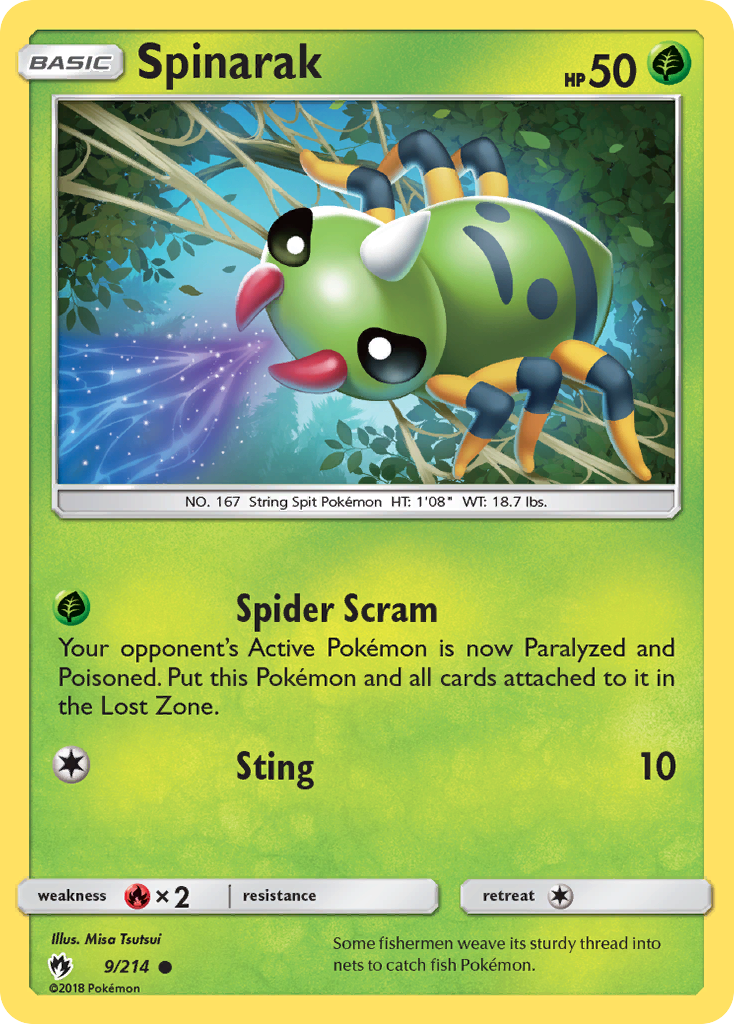 BASIC Spinarak HP 50
NO. 167 String Spit Pokémon HT: 1'08" WT: 18.7 lbs.
Spider Scram
Your opponent's Active Pokémon is now Paralyzed and
Poisoned. Put this Pokémon and all cards attached to it in
the Lost Zone.
Sting 10
weakness ×2 resistance retreat
Illus. Misa Tsutsui
9/214
©2018 Pokémon
Some fishermen weave its sturdy thread into
nets to catch fish Pokémon.